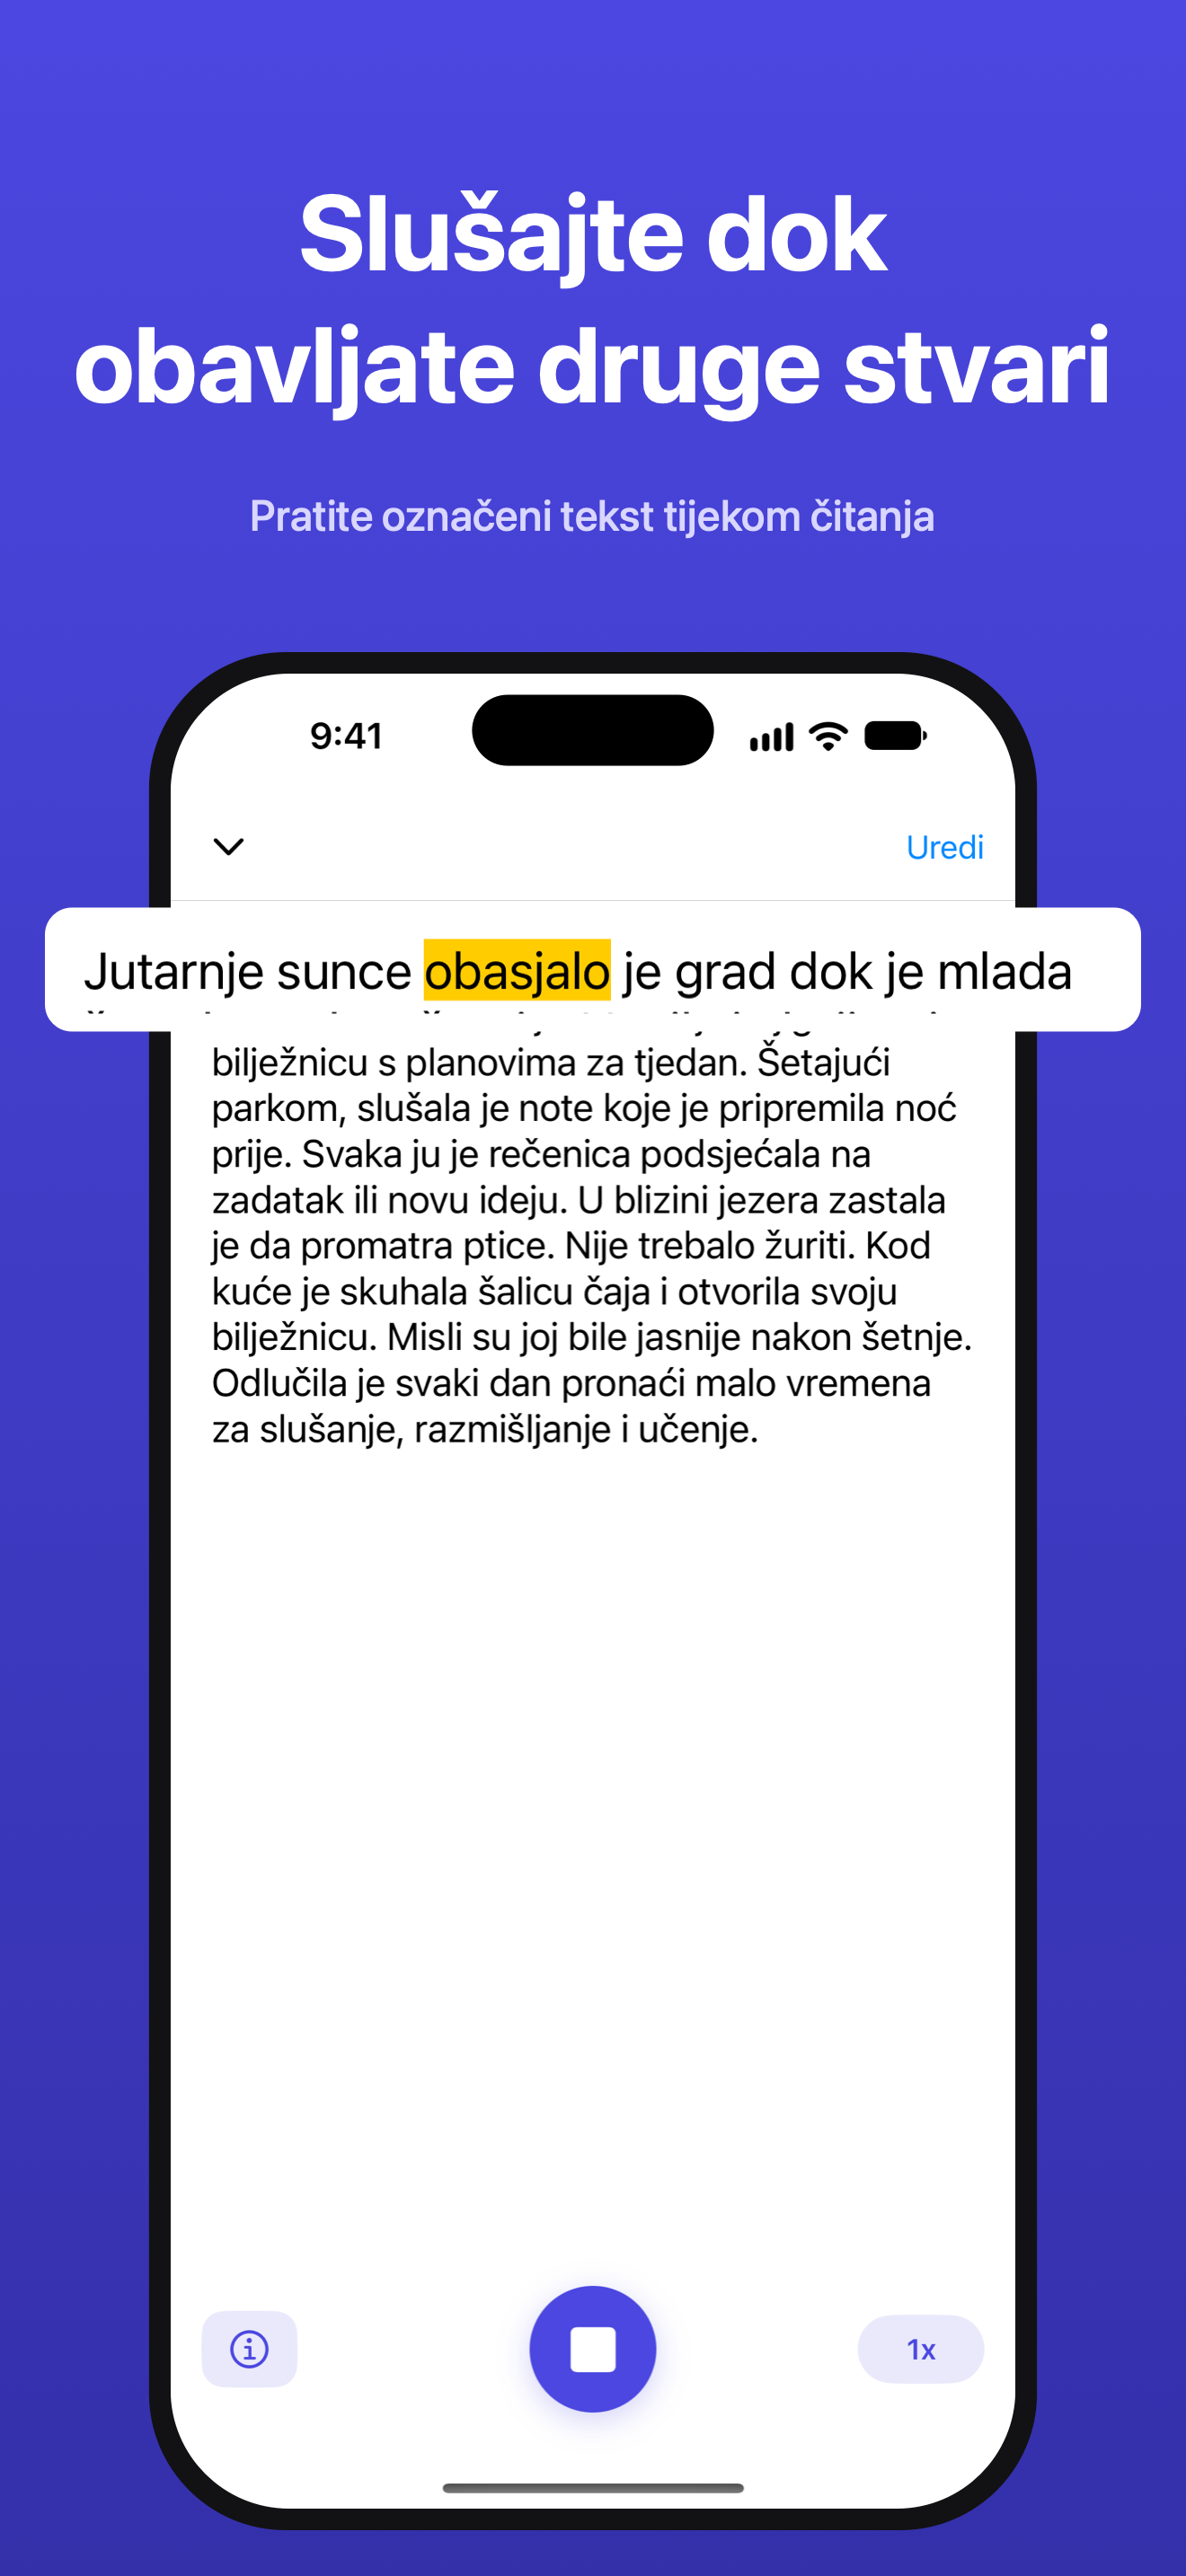 Slušajte dok
obavljate druge stvari
Pratite označeni tekst tijekom čitanja
9:41
Uredi
Jutarnje sunce obasjalo je grad dok je mlada
bilježnicu s planovima za tjedan. Šetajući
parkom, slušala je note koje je pripremila noć
prije. Svaka ju je rečenica podsjećala na
zadatak ili novu ideju. U blizini jezera zastala
je da promatra ptice. Nije trebalo žuriti. Kod
kuće je skuhala šalicu čaja i otvorila svoju
bilježnicu. Misli su joj bile jasnije nakon šetnje.
Odlučila je svaki dan pronaći malo vremena
za slušanje, razmišljanje i učenje.
1x